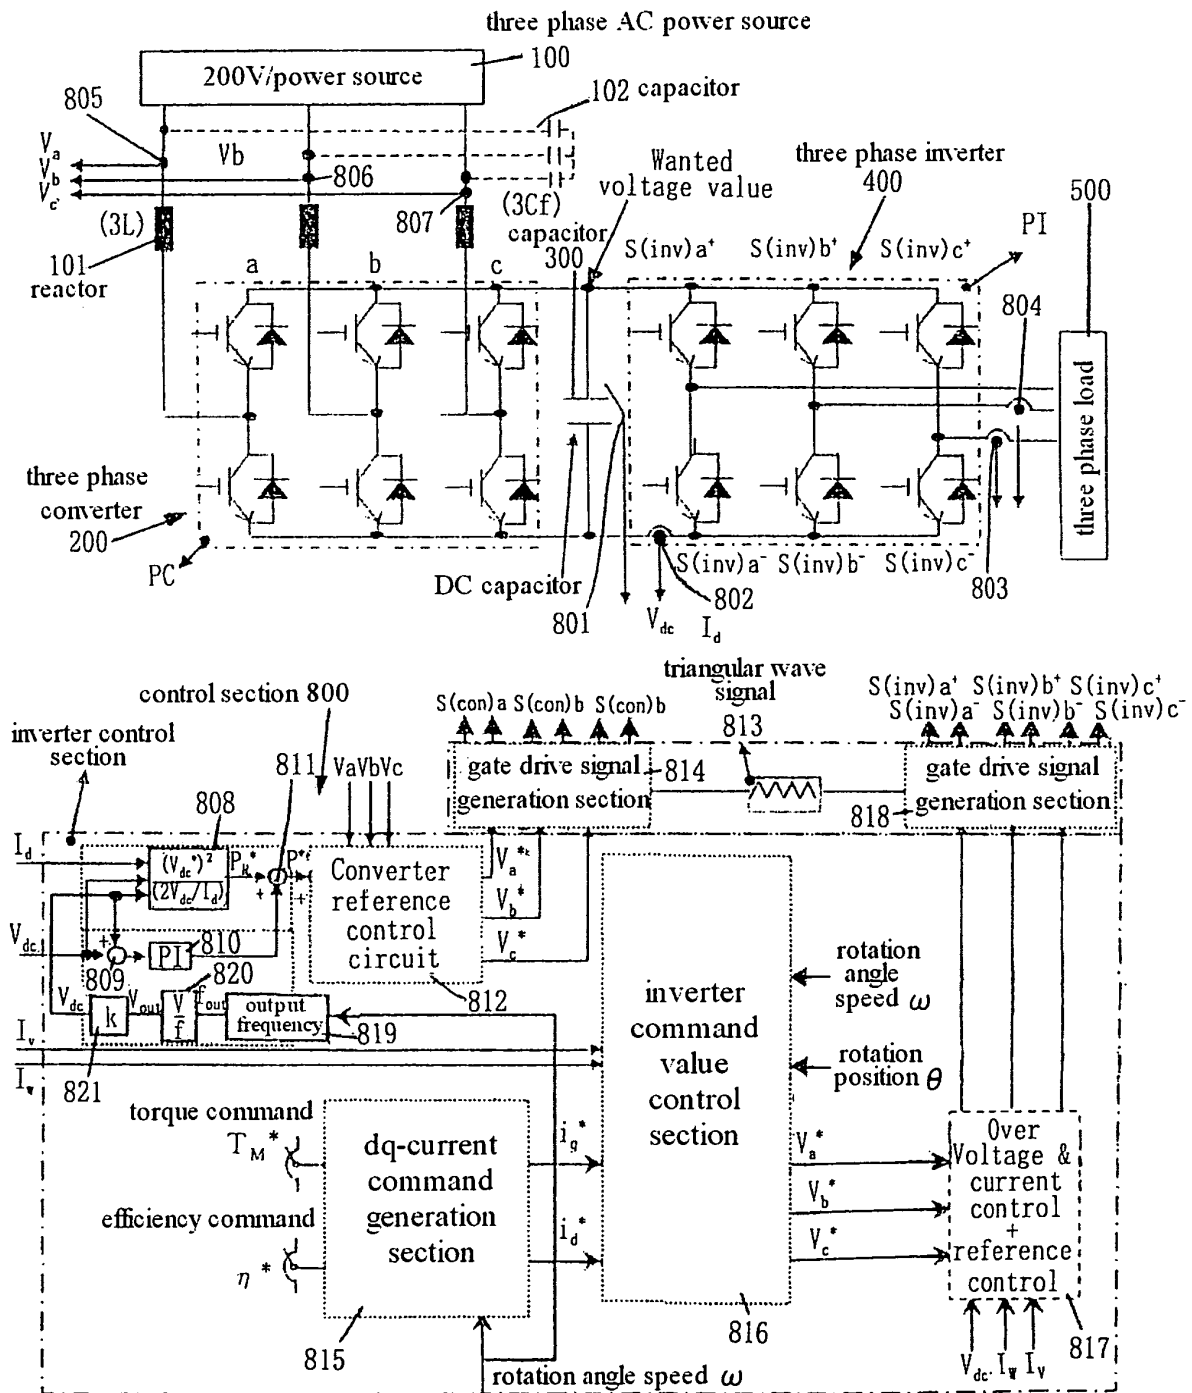 three phase AC power source
100
200V/power source
102 capacitor
805
Va
Vb
Vc
Vb
806
807
(3L)
(3Cf)
capacitor
300
Wanted
voltage value
three phase inverter
400
500
PI
101
reactor
a
b
c
S(inv)a⁺
S(inv)b⁺
S(inv)c⁺
804
three phase load
three phase
converter
200
PC
DC capacitor
801
S(inv)a⁻
S(inv)b⁻
S(inv)c⁻
802
803
Vdc
Id
control section 800
triangular wave
signal
813
S(con)a
S(con)b
S(con)b
S(inv)a⁺
S(inv)b⁺
S(inv)c⁺
S(inv)a⁻
S(inv)b⁻
S(inv)c⁻
inverter control
section
811
VaVbVc
gate drive signal
generation section
814
gate drive signal
generation section
818
808
Id
(Vdc*)²
(2Vdc/Id)
Pk*
+
+
Converter
reference
control
circuit
812
Va*
Vb*
Vc*
Vdc
+
809
PI
810
820
Vdc
k
Vout
V
f
fout
output
frequency
819
821
Iv
Iw
inverter
command
value
control
section
816
rotation
angle
speed ω
rotation
position θ
torque command
TM*
efficiency command
η*
dq-current
command
generation
section
815
iq*
id*
Va*
Vb*
Vc*
Over
Voltage &
current
control
+
reference
control
817
Vdc
Iw
Iv
rotation angle speed ω